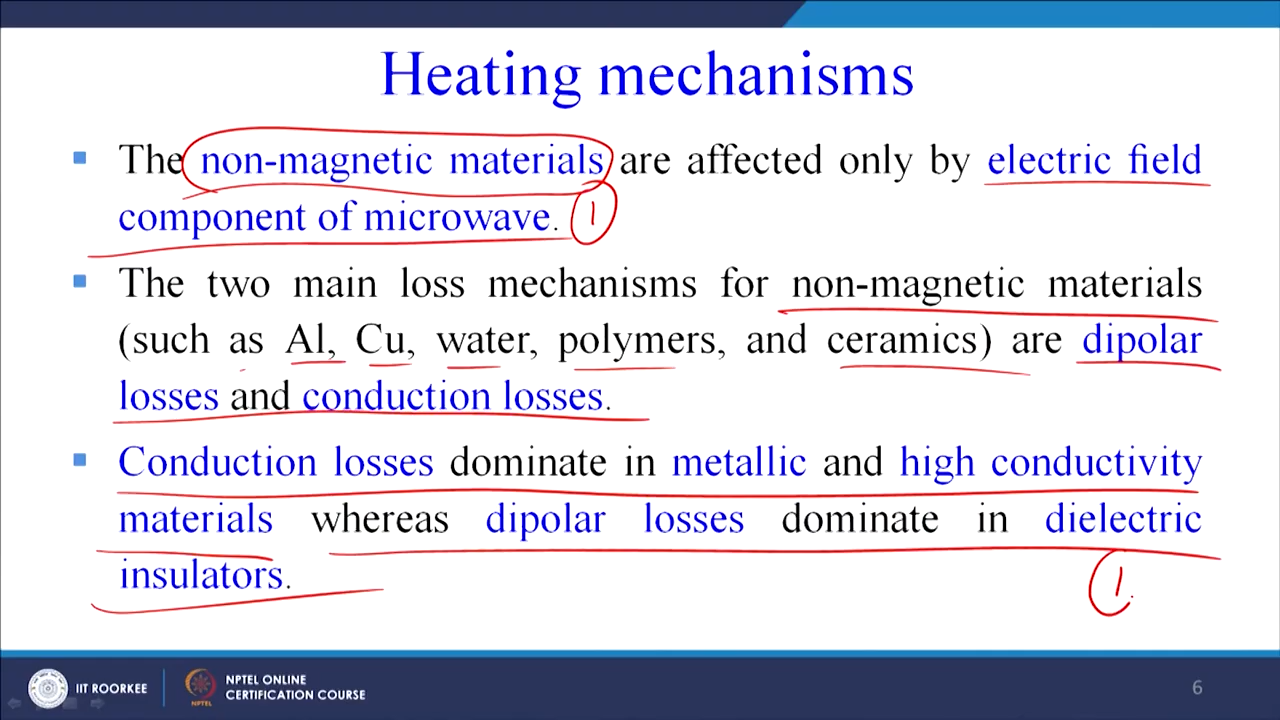 Heating mechanisms
▪ The non-magnetic materials are affected only by electric field
component of microwave. 1
▪ The two main loss mechanisms for non-magnetic materials
(such as Al, Cu, water, polymers, and ceramics) are dipolar
losses and conduction losses.
▪ Conduction losses dominate in metallic and high conductivity
materials whereas dipolar losses dominate in dielectric
insulators.
1
IIT ROORKEE
NPTEL
NPTEL ONLINE
CERTIFICATION COURSE
6